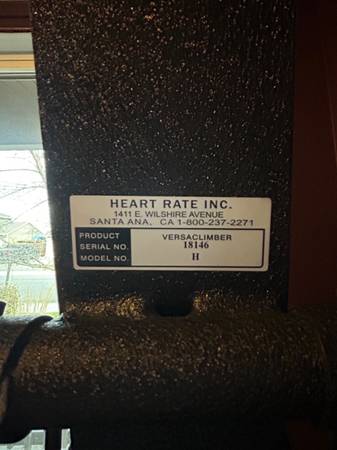 HEART RATE INC.
1411 E. WILSHIRE AVENUE
SANTA ANA, CA 1-800-237-2271
PRODUCT VERSACLIMBER
SERIAL NO. 18146
MODEL NO. H